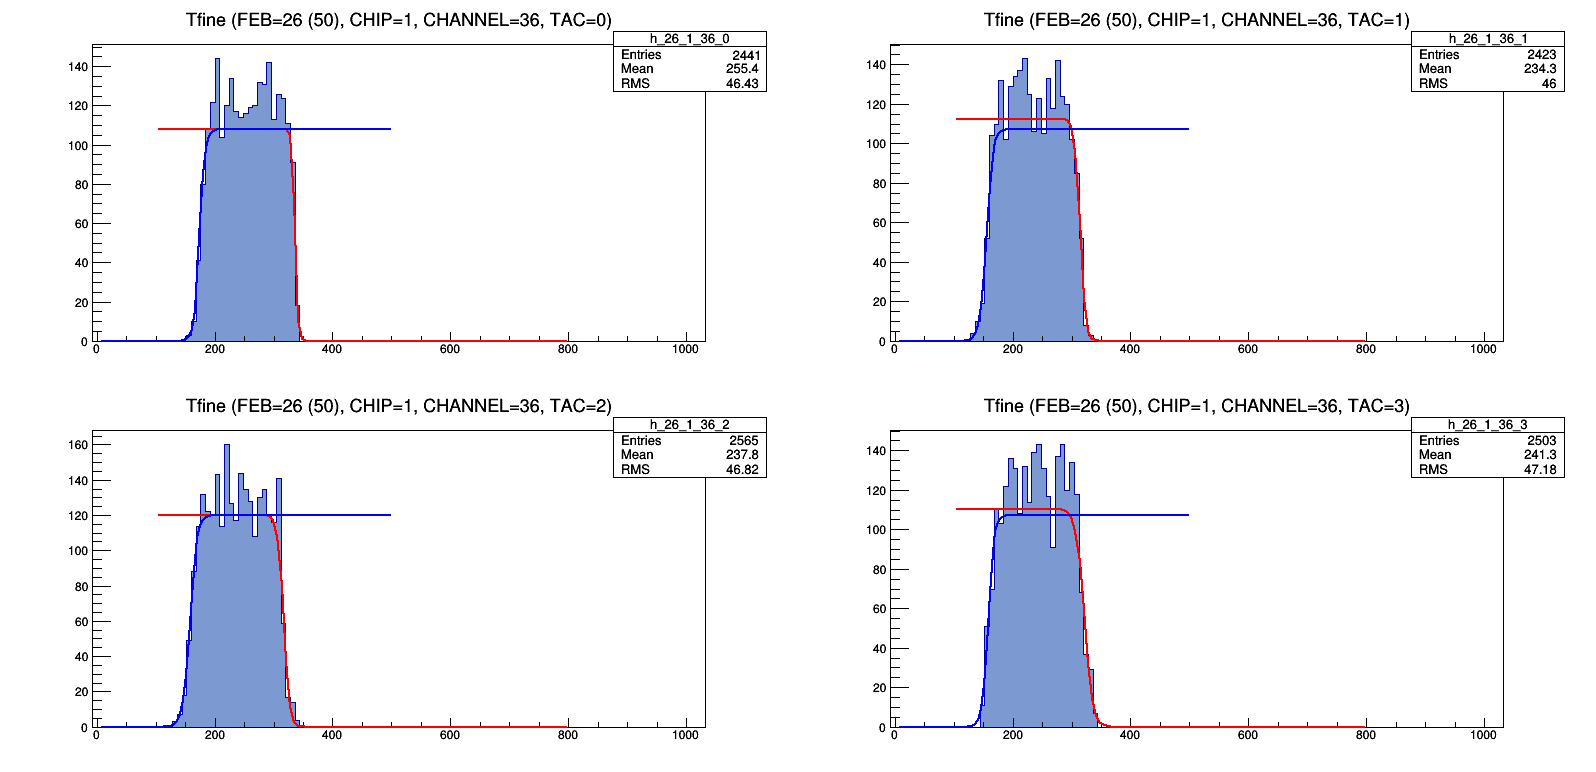 Tfine (FEB=26 (50), CHIP=1, CHANNEL=36, TAC=0)
h_26_1_36_0
Entries 2441
Mean 255.4
RMS 46.43
140
120
100
80
60
40
20
0
0 200 400 600 800 1000
Tfine (FEB=26 (50), CHIP=1, CHANNEL=36, TAC=1)
h_26_1_36_1
Entries 2423
Mean 234.3
RMS 46
140
120
100
80
60
40
20
0
0 200 400 600 800 1000
Tfine (FEB=26 (50), CHIP=1, CHANNEL=36, TAC=2)
h_26_1_36_2
Entries 2565
Mean 237.8
RMS 46.82
160
140
120
100
80
60
40
20
0
0 200 400 600 800 1000
Tfine (FEB=26 (50), CHIP=1, CHANNEL=36, TAC=3)
h_26_1_36_3
Entries 2503
Mean 241.3
RMS 47.18
140
120
100
80
60
40
20
0
0 200 400 600 800 1000